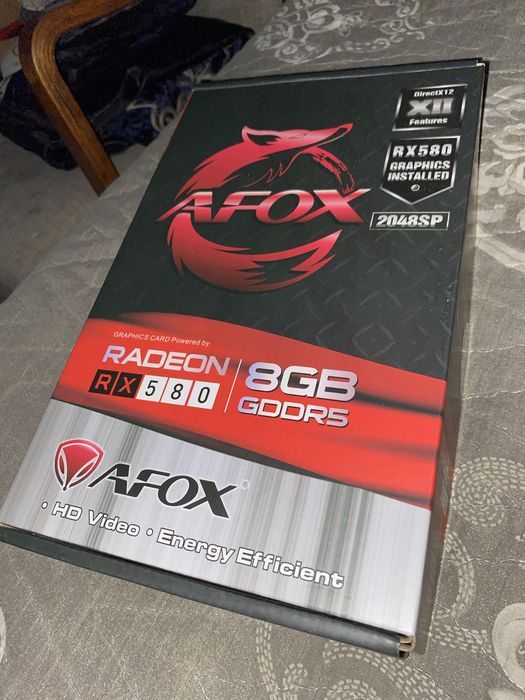 DirectX12
XII
Features
RX580
GRAPHICS
INSTALLED
2048SP
AFOX
GRAPHICS CARD Powered by
RADEON
RX580
8GB
GDDR5
AFOX®
• HD Video • Energy Efficient